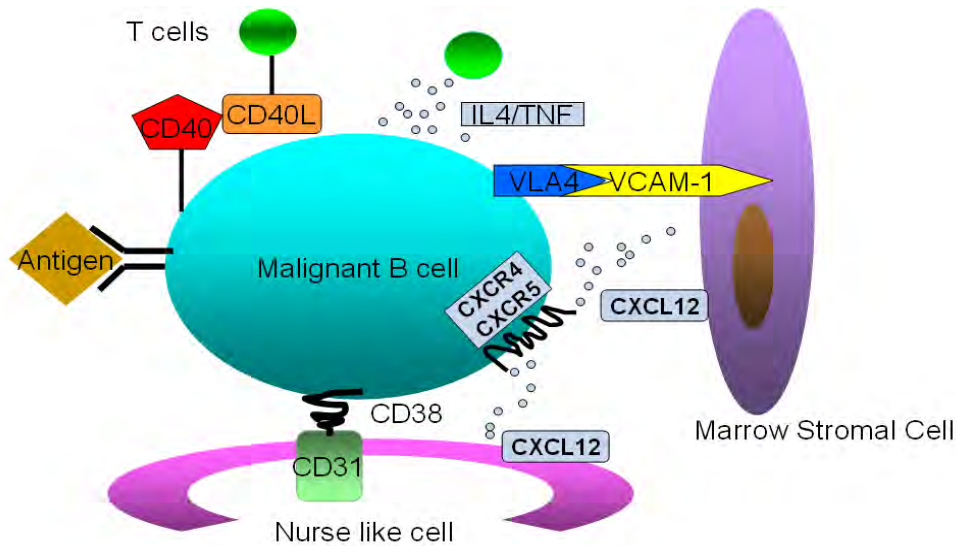 T cells
CD40L
CD40
IL4/TNF
VLA4
VCAM-1
Antigen
Malignant B cell
CXCR4
CXCR5
CXCL12
CD38
Marrow Stromal Cell
CXCL12
CD31
Nurse like cell